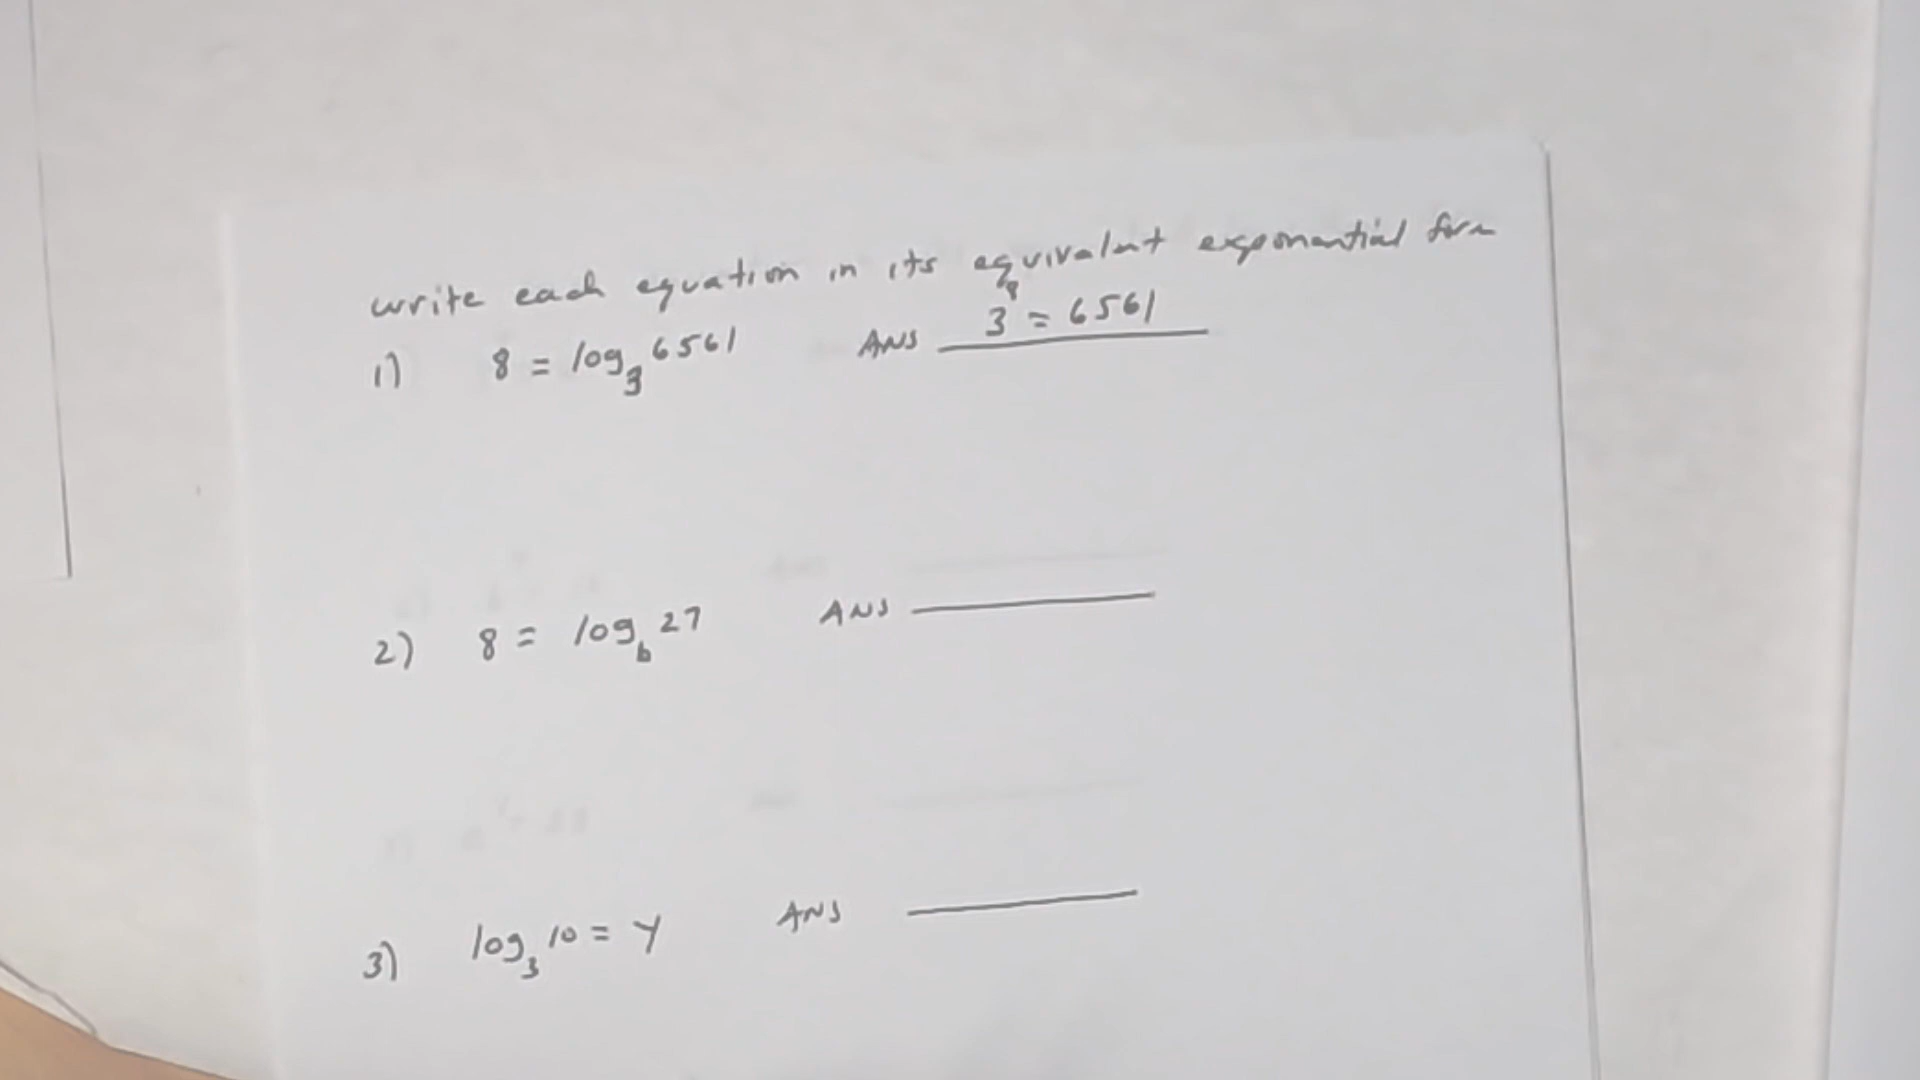 write each equation in its equivalent exponential form
1) 8 = log₃ 6561 ANS 3⁸ = 6561
2) 8 = log_b 27 ANS
3) log₃ 10 = y ANS